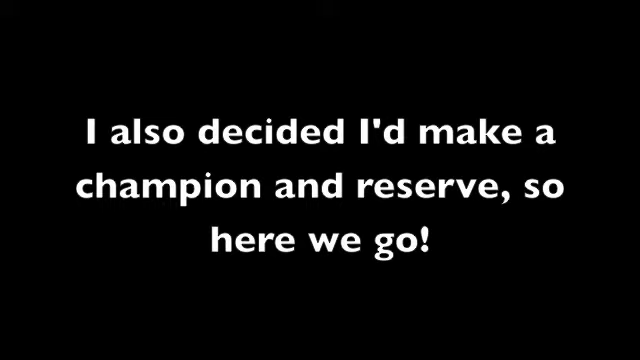 I also decided I'd make a
champion and reserve, so
here we go!